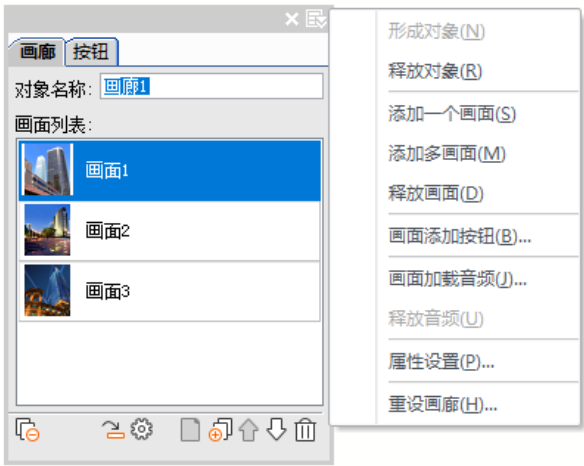 画廊 按钮
对象名称: 画廊1
画面列表:
画面1
画面2
画面3
形成对象(N)
释放对象(R)
添加一个画面(S)
添加多画面(M)
释放画面(D)
画面添加按钮(B)...
画面加载音频(J)...
释放音频(U)
属性设置(P)...
重设画廊(H)...